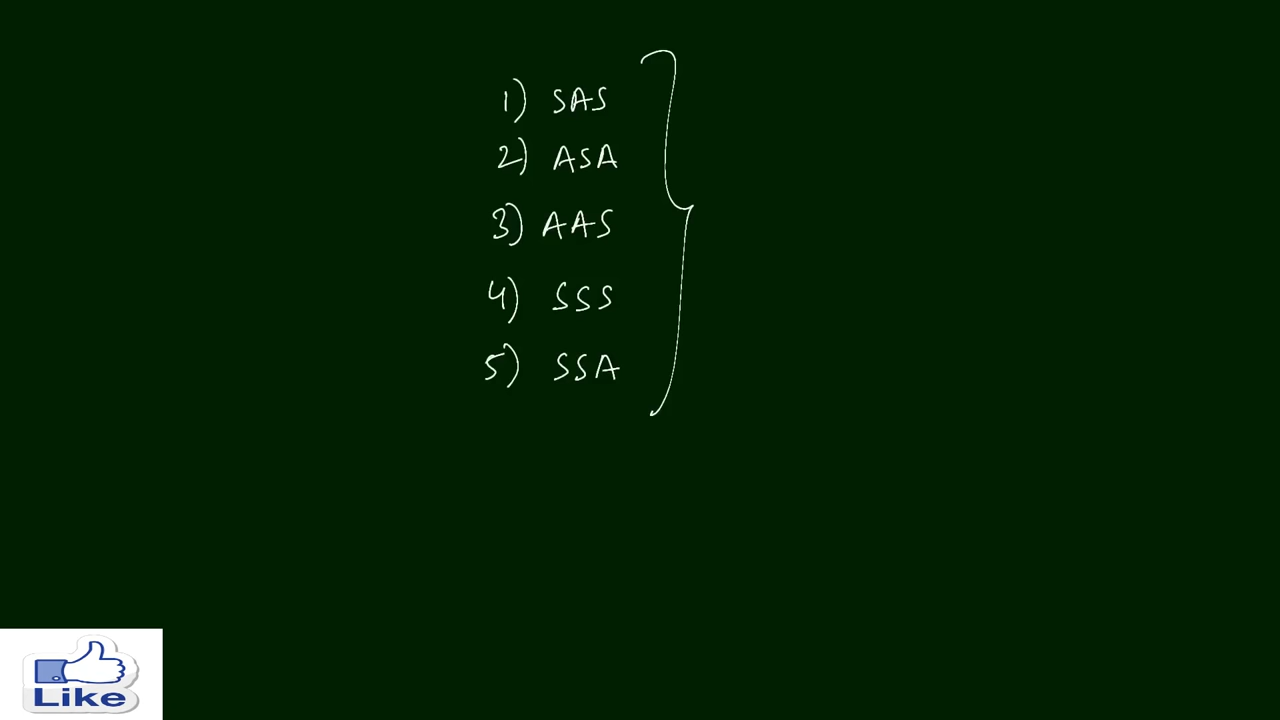 1) SAS
2) ASA
3) AAS
4) SSS
5) SSA
Like